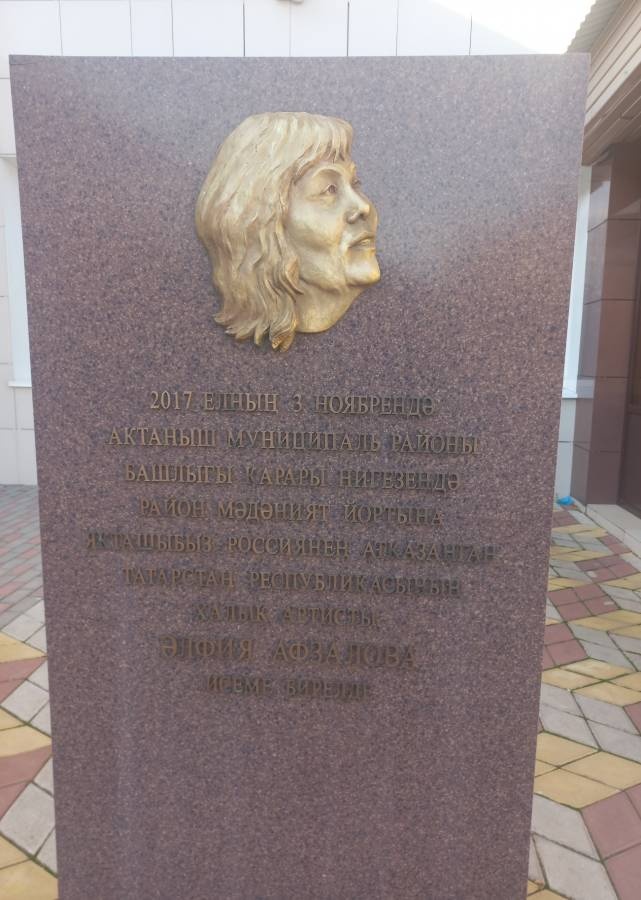 2017 ЕЛНЫҢ 3 НОЯБРЕНДӘ
АКТАНЫШ МУНИЦИПАЛЬ РАЙОНЫ
БАШЛЫГЫ КАРАРЫ НИГЕЗЕНДӘ
РАЙОН МӘДӘНИЯТ ЙОРТЫНА
ЯКТАШЫБЫЗ РОССИЯНЕҢ АТКАЗАНГАН
ТАТАРСТАН РЕСПУБЛИКАСЫНЫҢ
ХАЛЫК АРТИСТЫ
ӘЛФИЯ АФЗАЛОВА
ИСЕМЕ БИРЕЛДЕ